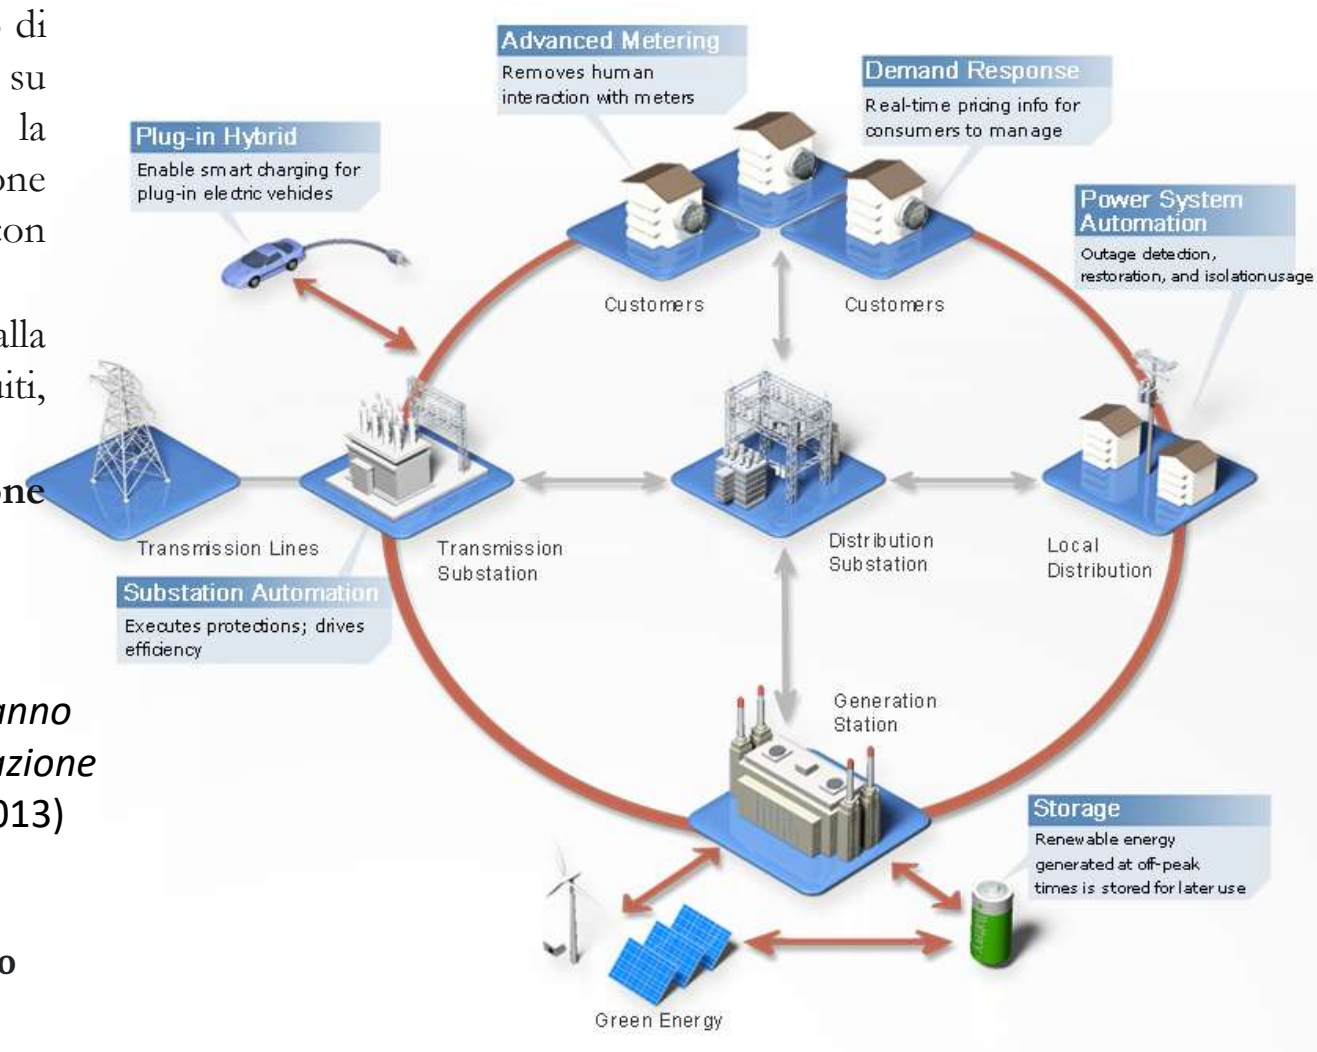 di
su
la
one
con
alla
uiti,
one
anno
azione
013)
o
Advanced Metering
Removes human
interaction with meters
Demand Response
Real-time pricing info for
consumers to manage
Plug-in Hybrid
Enable smart charging for
plug-in electric vehicles
Power System
Automation
Outage detection,
restoration, and isolationusage
Customers
Customers
Transmission Lines
Transmission
Substation
Distribution
Substation
Local
Distribution
Substation Automation
Executes protections; drives
efficiency
Generation
Station
Storage
Renewable energy
generated at off-peak
times is stored for later use
Green Energy